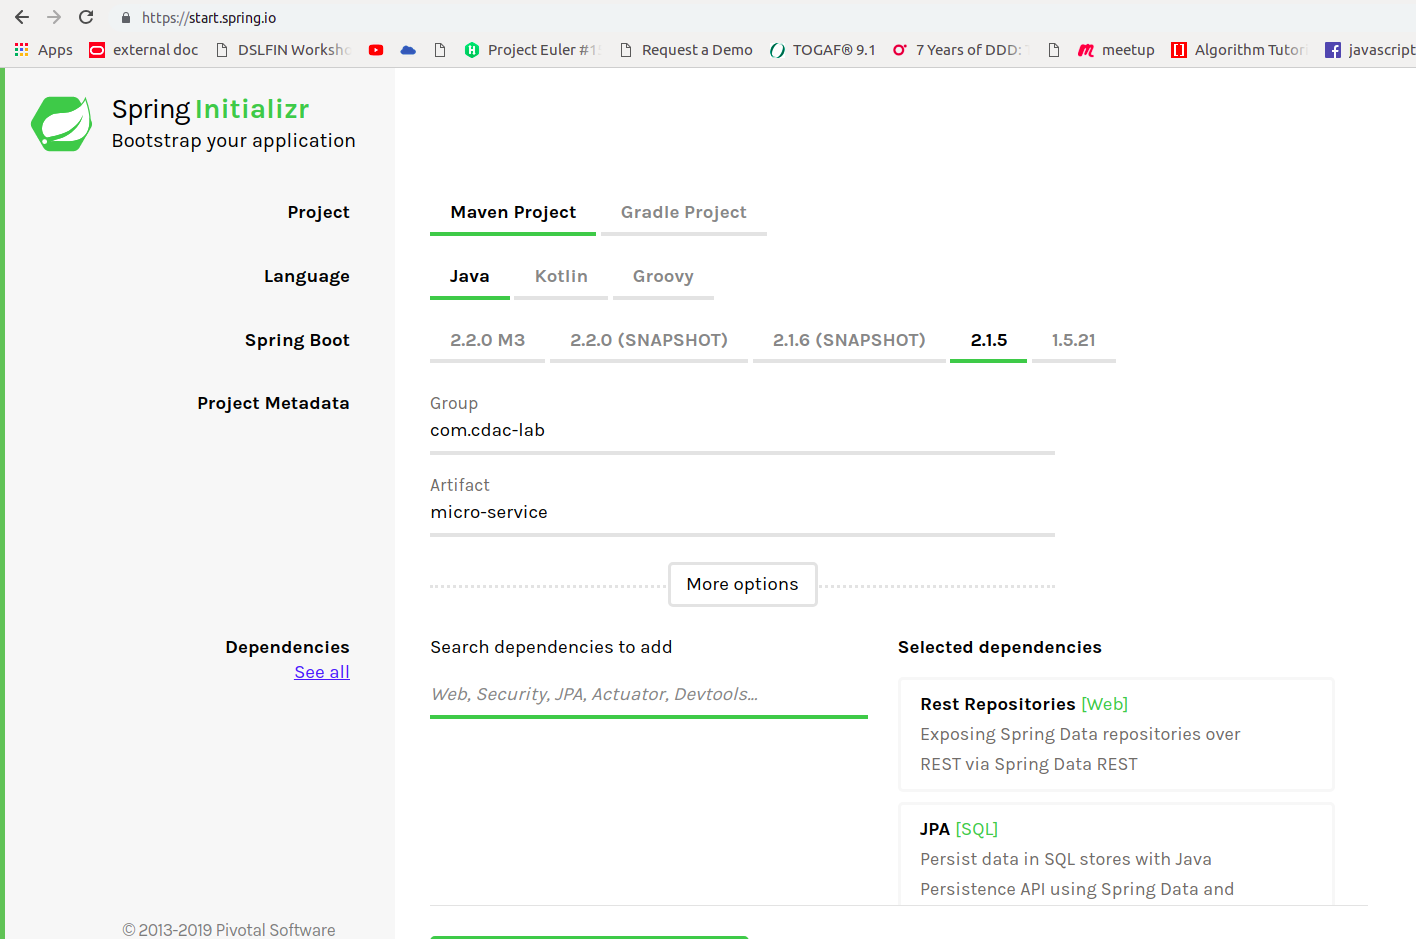 https://start.spring.io
Apps external doc DSLFIN Worksho Project Euler #1 Request a Demo TOGAF® 9.1 7 Years of DDD: meetup Algorithm Tutori javascript
Spring Initializr
Bootstrap your application
Project Maven Project Gradle Project
Language Java Kotlin Groovy
Spring Boot 2.2.0 M3 2.2.0 (SNAPSHOT) 2.1.6 (SNAPSHOT) 2.1.5 1.5.21
Project Metadata Group
com.cdac-lab
Artifact
micro-service
More options
Dependencies Search dependencies to add Selected dependencies
See all
Web, Security, JPA, Actuator, Devtools...
Rest Repositories [Web]
Exposing Spring Data repositories over
REST via Spring Data REST
JPA [SQL]
Persist data in SQL stores with Java
Persistence API using Spring Data and
© 2013-2019 Pivotal Software